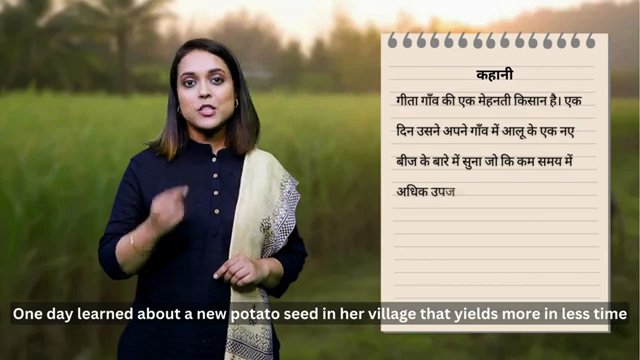 कहानी
गीता गाँव की एक मेहनती किसान है। एक
दिन उसने अपने गाँव में आलू के एक नए
बीज के बारे में सुना जो कि कम समय में
अधिक उपज
One day learned about a new potato seed in her village that yields more in less time